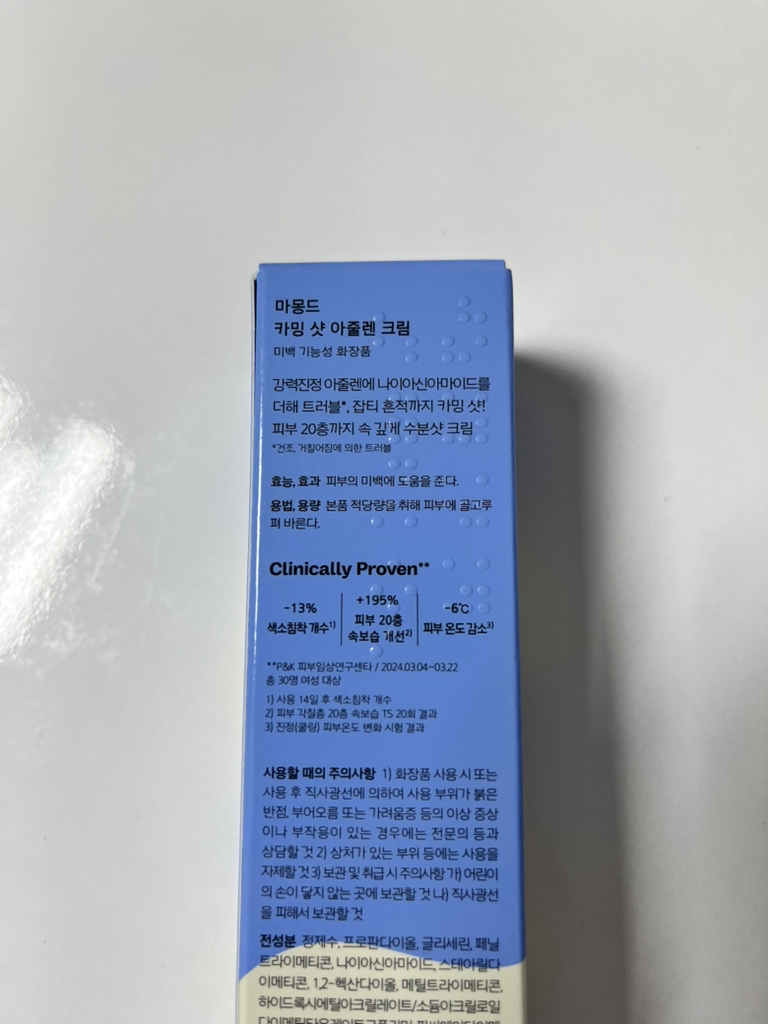 마몽드
카밍 샷 아줄렌 크림
미백 기능성 화장품
강력진정 아줄렌에 나이아신아마이드를
더해 트러블*, 잡티 흔적까지 카밍 샷!
피부 20층까지 속 깊게 수분샷 크림
*건조, 거칠어짐에 의한 트러블
효능, 효과 피부의 미백에 도움을 준다.
용법, 용량 본품 적당량을 취해 피부에 골고루
펴 바른다.
Clinically Proven**
-13%
색소침착 개수1)
+195%
피부 20층
속보습 개선2)
-6℃
피부 온도 감소3)
**P&K 피부임상연구센타 / 2024.03.04~03.22
총 30명 여성 대상
1) 사용 14일 후 색소침착 개수
2) 피부 각질층 20층 속보습 TS 20회 결과
3) 진정(쿨링) 피부온도 변화 시험 결과
사용할 때의 주의사항 1) 화장품 사용 시 또는
사용 후 직사광선에 의하여 사용 부위가 붉은
반점, 부어오름 또는 가려움증 등의 이상 증상
이나 부작용이 있는 경우에는 전문의 등과
상담할 것 2) 상처가 있는 부위 등에는 사용을
자제할 것 3) 보관 및 취급 시 주의사항 가) 어린이
의 손이 닿지 않는 곳에 보관할 것 나) 직사광선
을 피해서 보관할 것
전성분 정제수, 프로판다이올, 글리세린, 페닐
트라이메티콘, 나이아신아마이드, 스테아릴다
이메티콘, 1,2-헥산다이올, 메틸트라이메티콘,
하이드록시에틸아크릴레이트/소듐아크릴로일